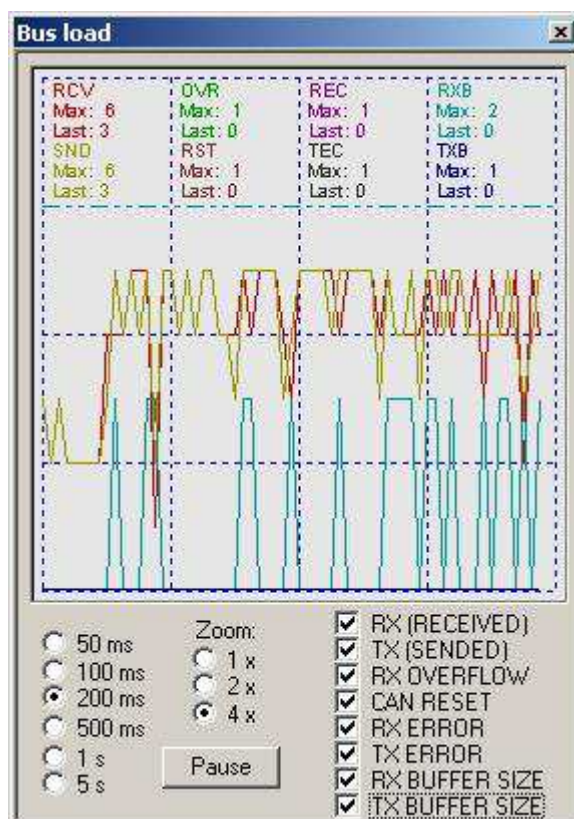 Bus load
RCV OVR REC RXB
Max: 6 Max: 1 Max: 1 Max: 2
Last: 3 Last: 0 Last: 0 Last: 0
SND RST TEC TXB
Max: 6 Max: 1 Max: 1 Max: 1
Last: 3 Last: 0 Last: 0 Last: 0
50 ms
100 ms
200 ms
500 ms
1 s
5 s
Zoom:
1 x
2 x
4 x
Pause
RX (RECEIVED)
TX (SENDED)
RX OVERFLOW
CAN RESET
RX ERROR
TX ERROR
RX BUFFER SIZE
TX BUFFER SIZE